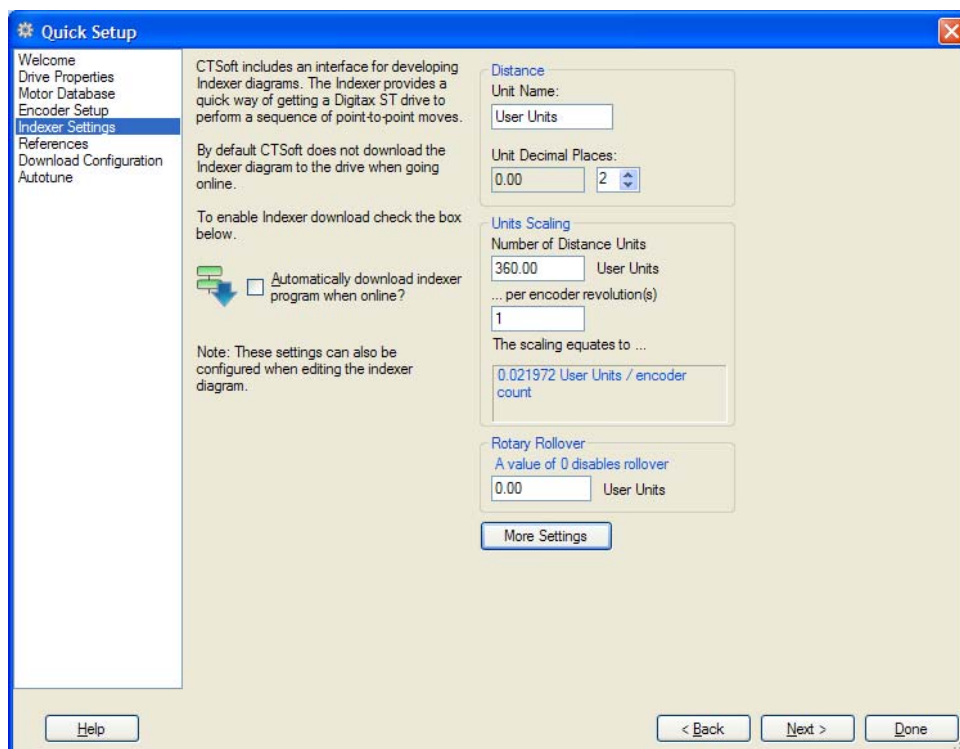 Quick Setup
Welcome
Drive Properties
Motor Database
Encoder Setup
Indexer Settings
References
Download Configuration
Autotune
CTSoft includes an interface for developing
Indexer diagrams. The Indexer provides a
quick way of getting a Digitax ST drive to
perform a sequence of point-to-point moves.
By default CTSoft does not download the
Indexer diagram to the drive when going
online.
To enable Indexer download check the box
below.
Automatically download indexer
program when online?
Note: These settings can also be
configured when editing the indexer
diagram.
Distance
Unit Name:
User Units
Unit Decimal Places:
0.00 2
Units Scaling
Number of Distance Units
360.00 User Units
... per encoder revolution(s)
1
The scaling equates to ...
0.021972 User Units / encoder
count
Rotary Rollover
A value of 0 disables rollover
0.00 User Units
More Settings
Help < Back Next > Done